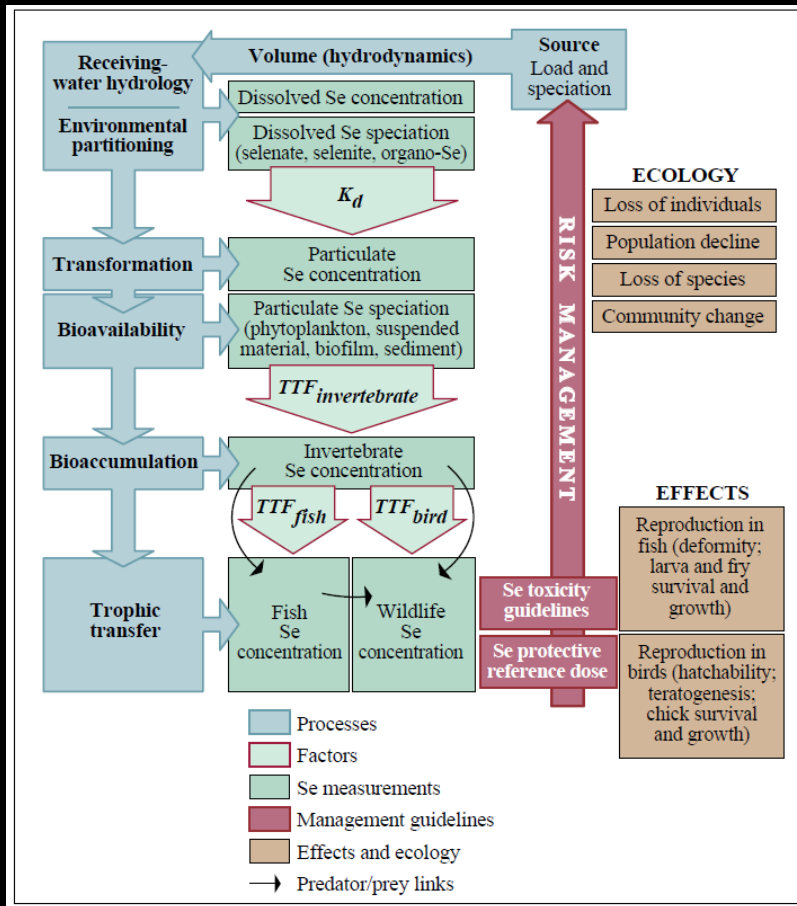 Receiving-
water hydrology
Environmental
partitioning
Volume (hydrodynamics)
Source
Load and
speciation
Dissolved Se concentration
Dissolved Se speciation
(selenate, selenite, organo-Se)
Kd
Transformation
Particulate
Se concentration
Bioavailability
Particulate Se speciation
(phytoplankton, suspended
material, biofilm, sediment)
TTFinvertebrate
Bioaccumulation
Invertebrate
Se concentration
TTFfish
TTFbird
Trophic
transfer
Fish
Se
concentration
Wildlife
Se
concentration
RISK MANAGEMENT
ECOLOGY
Loss of individuals
Population decline
Loss of species
Community change
EFFECTS
Reproduction in
fish (deformity;
larva and fry
survival and
growth)
Se toxicity
guidelines
Se protective
reference dose
Reproduction in
birds (hatchability;
teratogenesis;
chick survival
and growth)
Processes
Factors
Se measurements
Management guidelines
Effects and ecology
Predator/prey links